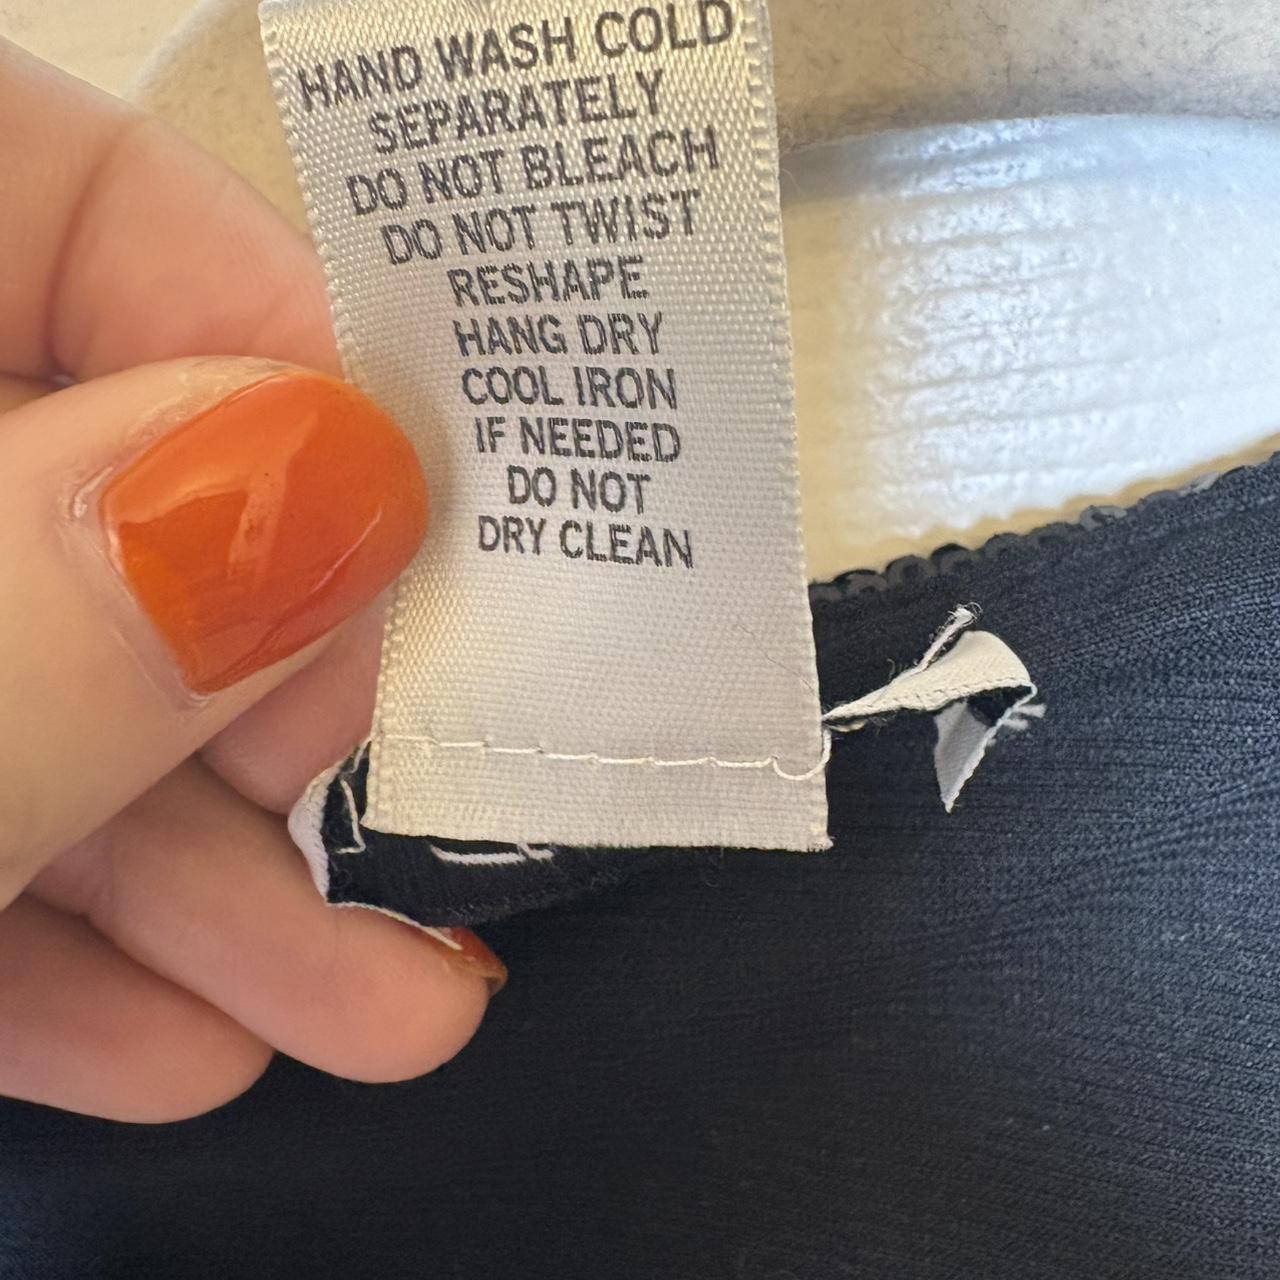 HAND WASH COLD
SEPARATELY
DO NOT BLEACH
DO NOT TWIST
RESHAPE
HANG DRY
COOL IRON
IF NEEDED
DO NOT
DRY CLEAN